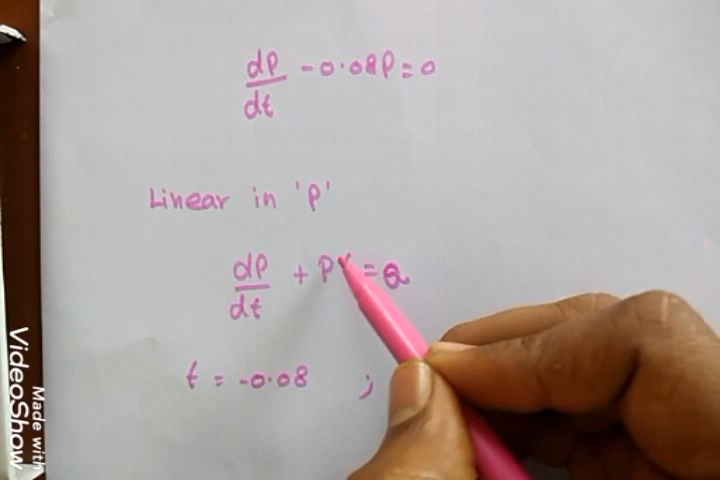 dP/dt - 0.08P = 0
Linear in 'P'
dP/dt + P = Q
t = -0.08 ;
Made with
VideoShow